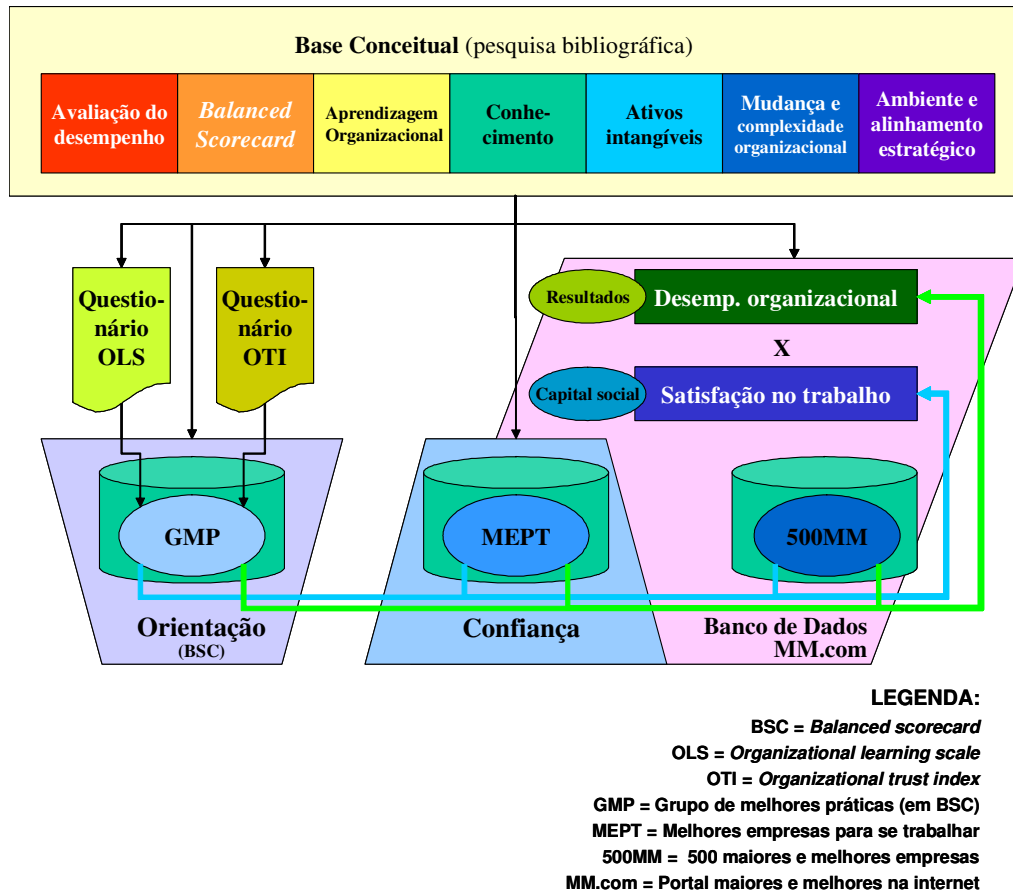 Base Conceitual (pesquisa bibliográfica)
Avaliação do
desempenho
Balanced
Scorecard
Aprendizagem
Organizacional
Conhe-
cimento
Ativos
intangíveis
Mudança e
complexidade
organizacional
Ambiente e
alinhamento
estratégico
Questio-
nário
OLS
Questio-
nário
OTI
Resultados
Desemp. organizacional
X
Capital social
Satisfação no trabalho
GMP
MEPT
500MM
Orientação
(BSC)
Confiança
Banco de Dados
MM.com
LEGENDA:
BSC = Balanced scorecard
OLS = Organizational learning scale
OTI = Organizational trust index
GMP = Grupo de melhores práticas (em BSC)
MEPT = Melhores empresas para se trabalhar
500MM = 500 maiores e melhores empresas
MM.com = Portal maiores e melhores na internet